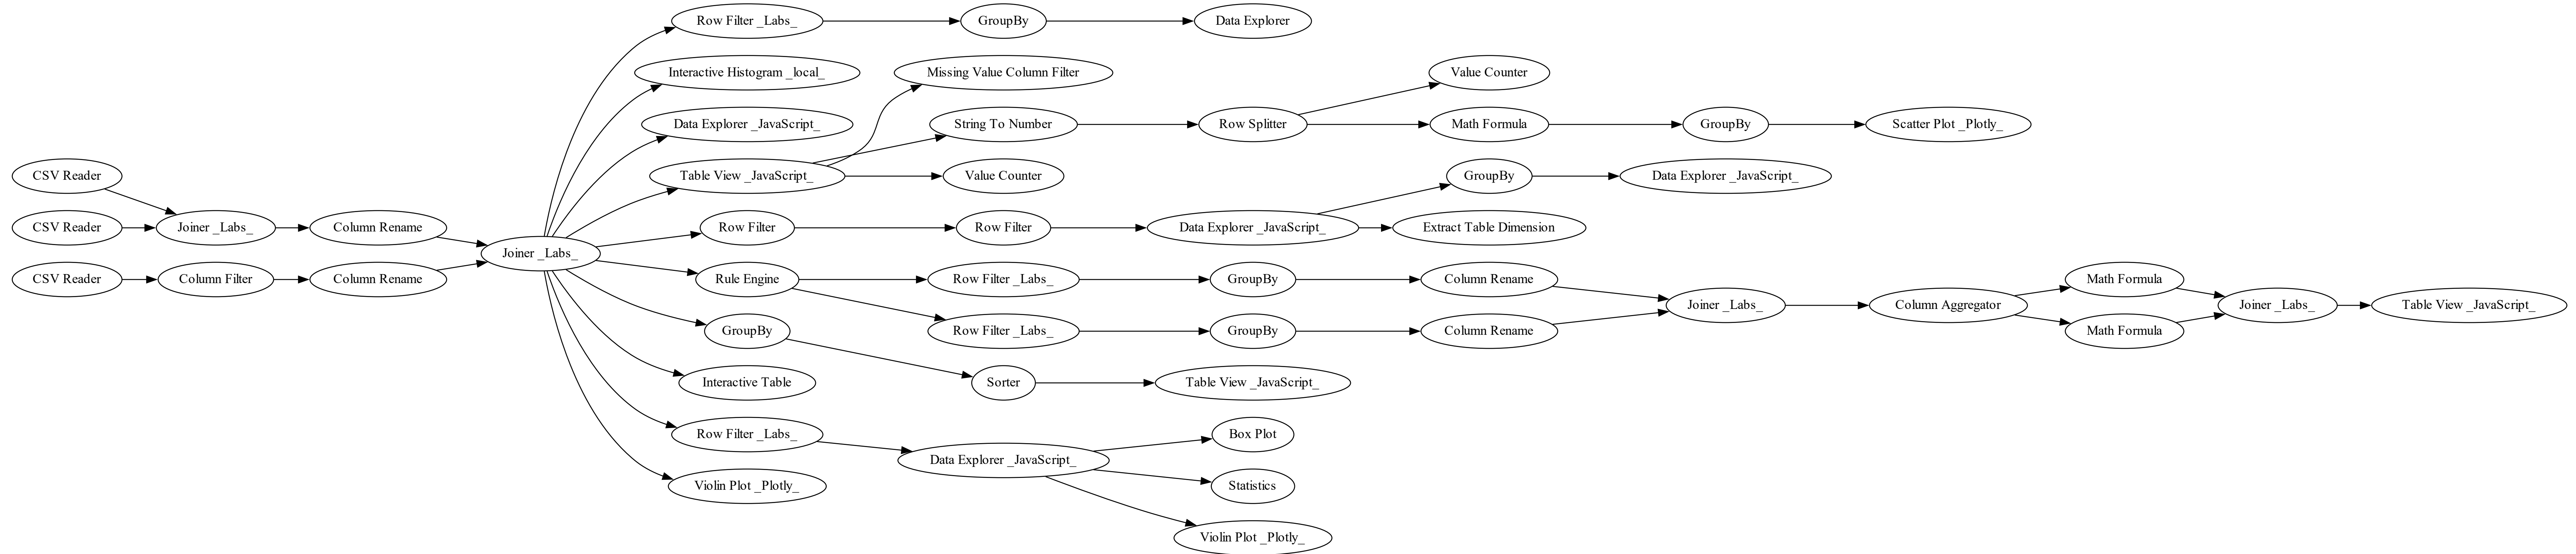 Row Filter _Labs_
GroupBy
Data Explorer
Interactive Histogram _local_
Missing Value Column Filter
Value Counter
Data Explorer _JavaScript_
String To Number
Row Splitter
Math Formula
GroupBy
Scatter Plot _Plotly_
CSV Reader
Table View _JavaScript_
Value Counter
GroupBy
Data Explorer _JavaScript_
CSV Reader
Joiner _Labs_
Column Rename
Row Filter
Row Filter
Data Explorer _JavaScript_
Extract Table Dimension
Joiner _Labs_
CSV Reader
Column Filter
Column Rename
Rule Engine
Row Filter _Labs_
GroupBy
Column Rename
Math Formula
Joiner _Labs_
Column Aggregator
Joiner _Labs_
Table View _JavaScript_
GroupBy
Row Filter _Labs_
GroupBy
Column Rename
Math Formula
Interactive Table
Sorter
Table View _JavaScript_
Row Filter _Labs_
Box Plot
Data Explorer _JavaScript_
Violin Plot _Plotly_
Statistics
Violin Plot _Plotly_